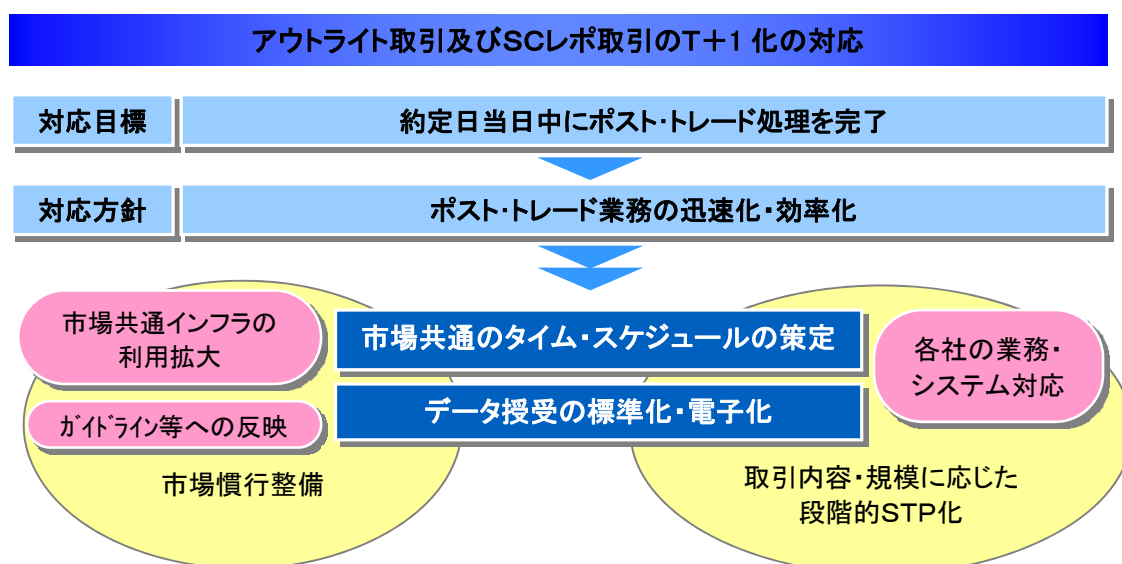 アウトライト取引及びSCレポ取引のT+1化の対応
対応目標
約定日当日中にポスト・トレード処理を完了
対応方針
ポスト・トレード業務の迅速化・効率化
市場共通インフラの
利用拡大
ガイドライン等への反映
市場慣行整備
市場共通のタイム・スケジュールの策定
データ授受の標準化・電子化
各社の業務・
システム対応
取引内容・規模に応じた
段階的STP化